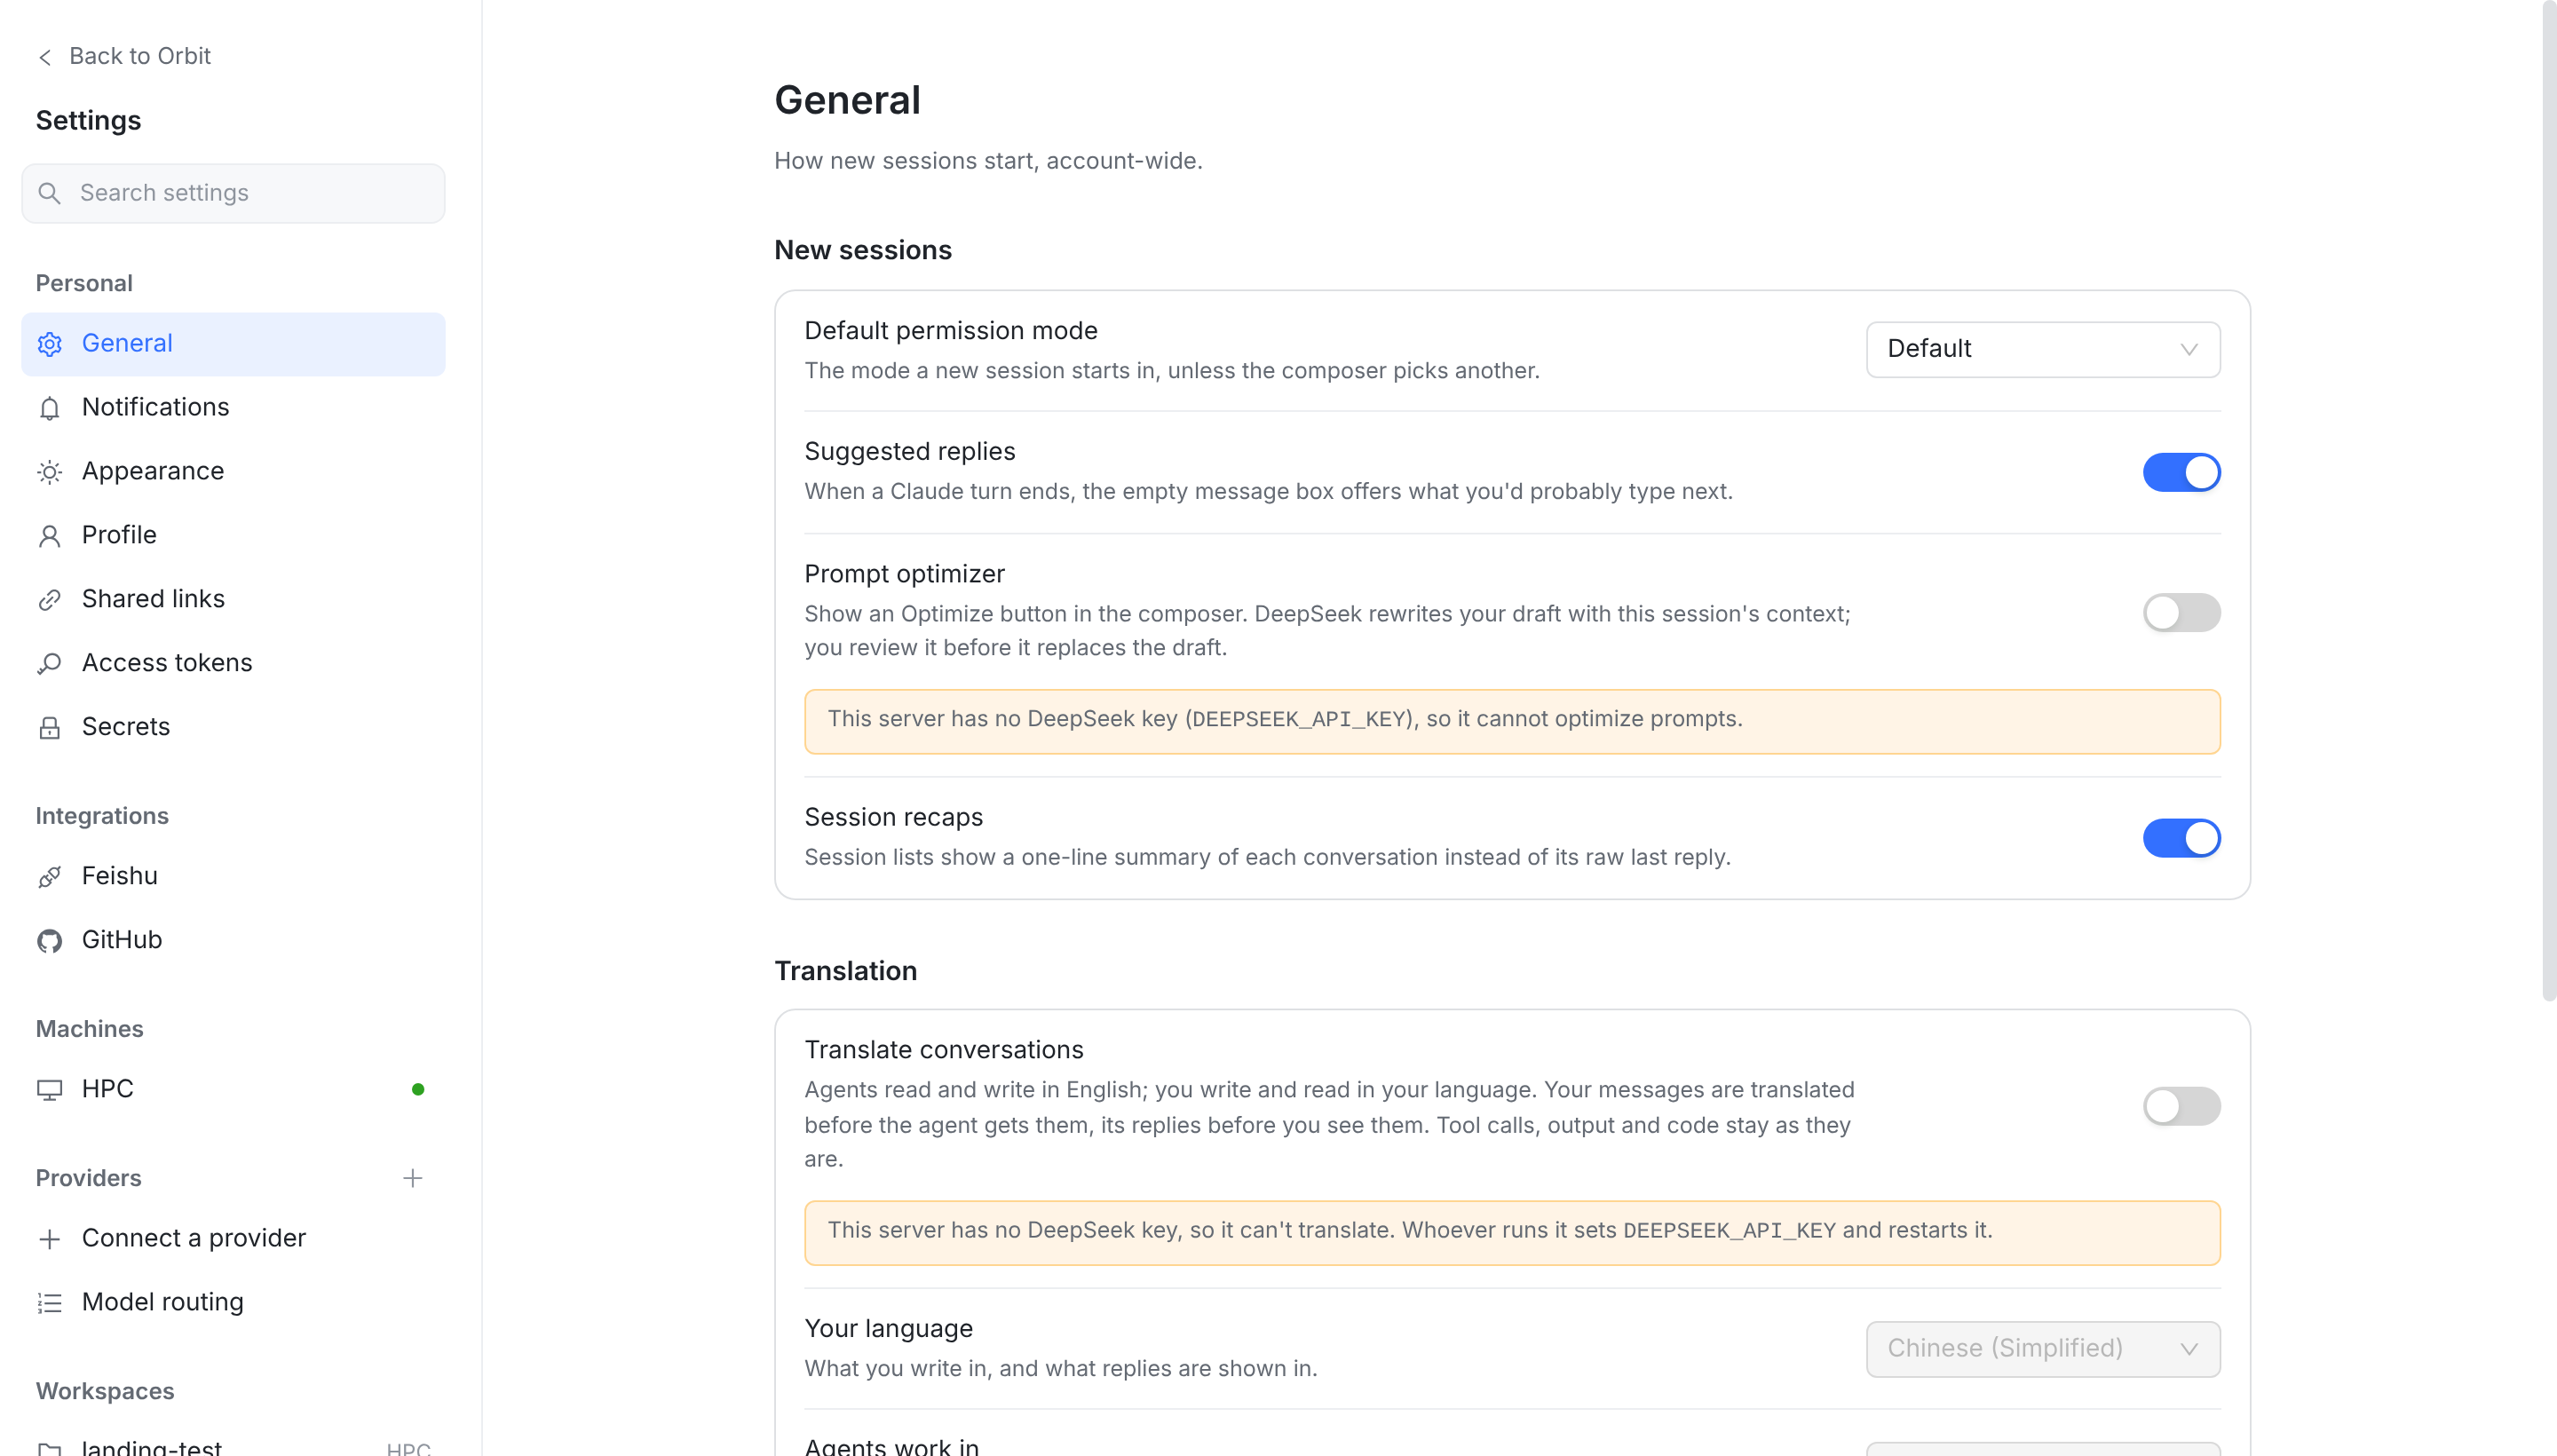 Back to Orbit
Settings
Search settings
Personal
General
Notifications
Appearance
Profile
Shared links
Access tokens
Secrets
Integrations
Feishu
GitHub
Machines
HPC
Providers
Connect a provider
Model routing
Workspaces
landing-test HPC
General
How new sessions start, account-wide.
New sessions
Default permission mode
The mode a new session starts in, unless the composer picks another.
Default
Suggested replies
When a Claude turn ends, the empty message box offers what you'd probably type next.
Prompt optimizer
Show an Optimize button in the composer. DeepSeek rewrites your draft with this session's context;
you review it before it replaces the draft.
This server has no DeepSeek key (DEEPSEEK_API_KEY), so it cannot optimize prompts.
Session recaps
Session lists show a one-line summary of each conversation instead of its raw last reply.
Translation
Translate conversations
Agents read and write in English; you write and read in your language. Your messages are translated
before the agent gets them, its replies before you see them. Tool calls, output and code stay as they
are.
This server has no DeepSeek key, so it can't translate. Whoever runs it sets DEEPSEEK_API_KEY and restarts it.
Your language
What you write in, and what replies are shown in.
Chinese (Simplified)
Agents work in